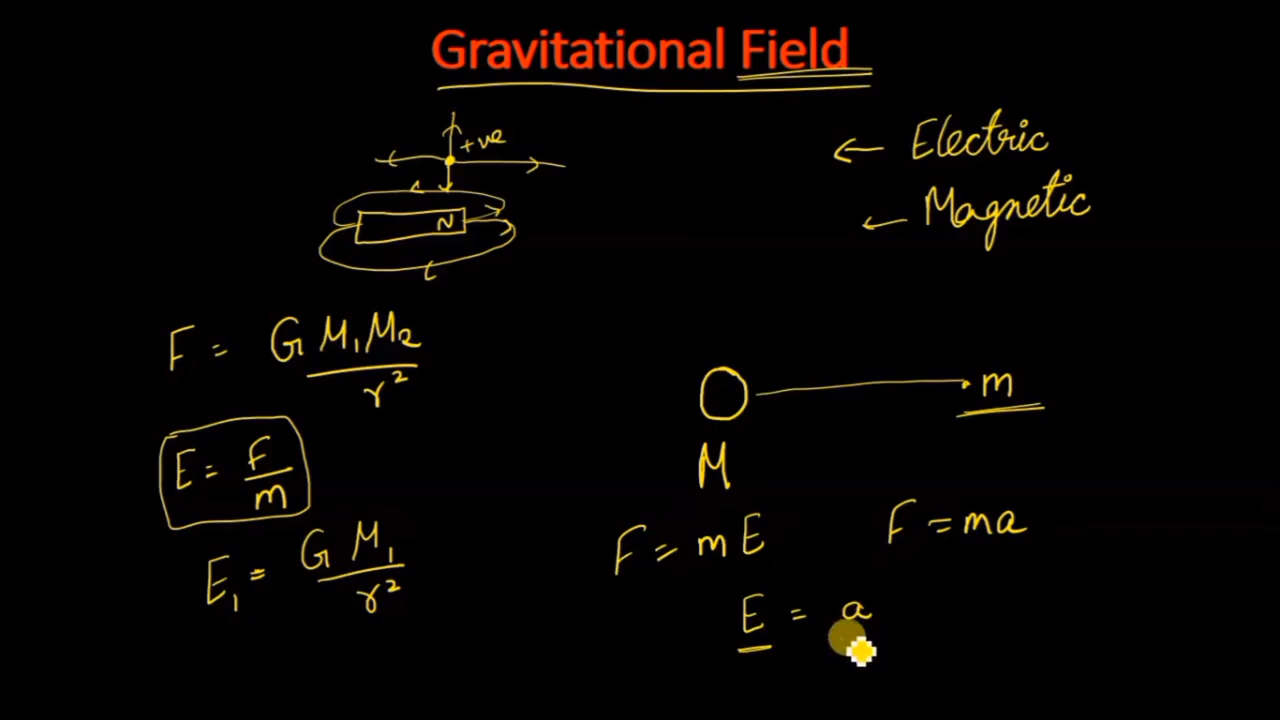 Gravitational Field
+ve
N
← Electric
← Magnetic
F = G M₁M₂ / r²
E = F / m
E₁ = G M₁ / r²
m
M
F = mE
F = ma
E = a